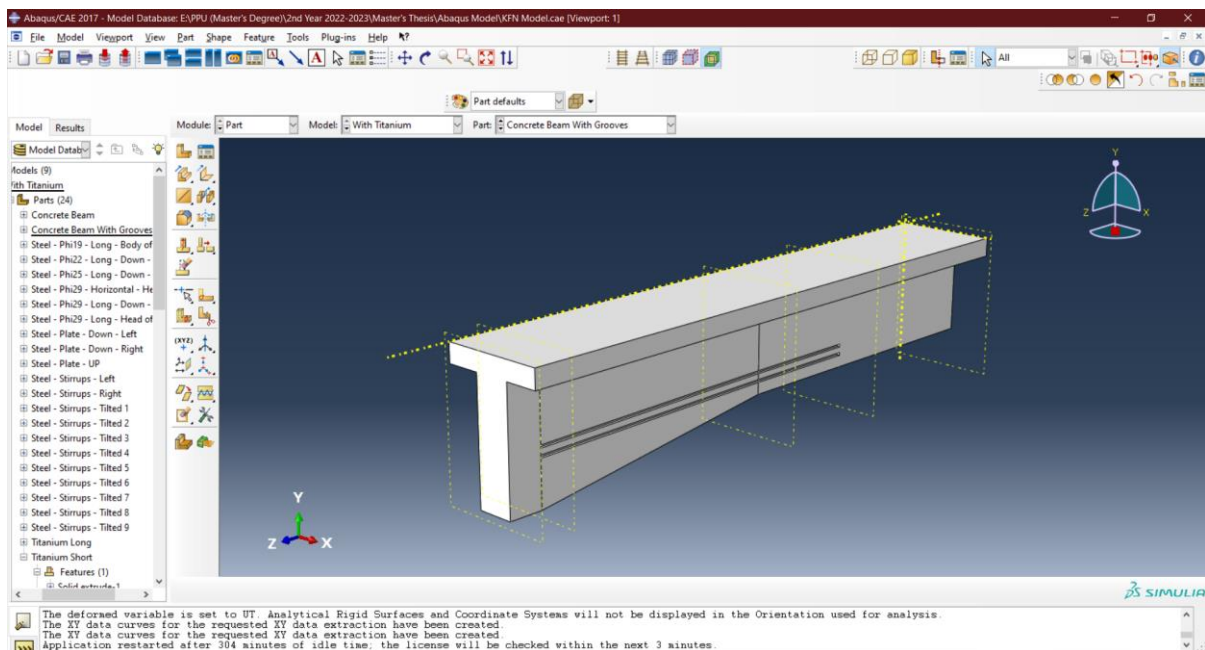 Abaqus/CAE 2017 - Model Database: E:\PPU (Master's Degree)\2nd Year 2022-2023\Master's Thesis\Abaqus Model\KFN Model.cae [Viewport: 1]
File Model Viewport View Part Shape Feature Tools Plug-ins Help
All
Part defaults
Model Results
Module: Part Model: With Titanium Part: Concrete Beam With Grooves
Model Datab
Models (9)
ith Titanium
Parts (24)
Concrete Beam
Concrete Beam With Grooves
Steel - Phi19 - Long - Body of
Steel - Phi22 - Long - Down -
Steel - Phi25 - Long - Down -
Steel - Phi29 - Horizontal - He
Steel - Phi29 - Long - Down -
Steel - Phi29 - Long - Head of
Steel - Plate - Down - Left
Steel - Plate - Down - Right
Steel - Plate - UP
Steel - Stirrups - Left
Steel - Stirrups - Right
Steel - Stirrups - Tilted 1
Steel - Stirrups - Tilted 2
Steel - Stirrups - Tilted 3
Steel - Stirrups - Tilted 4
Steel - Stirrups - Tilted 5
Steel - Stirrups - Tilted 6
Steel - Stirrups - Tilted 7
Steel - Stirrups - Tilted 8
Steel - Stirrups - Tilted 9
Titanium Long
Titanium Short
Features (1)
Solid extrude-1
(XYZ)
Y
Z X
Y
Z X
SIMULIA
The deformed variable is set to UT. Analytical Rigid Surfaces and Coordinate Systems will not be displayed in the Orientation used for analysis.
The XY data curves for the requested XY data extraction have been created.
The XY data curves for the requested XY data extraction have been created.
Application restarted after 304 minutes of idle time; the license will be checked within the next 3 minutes.